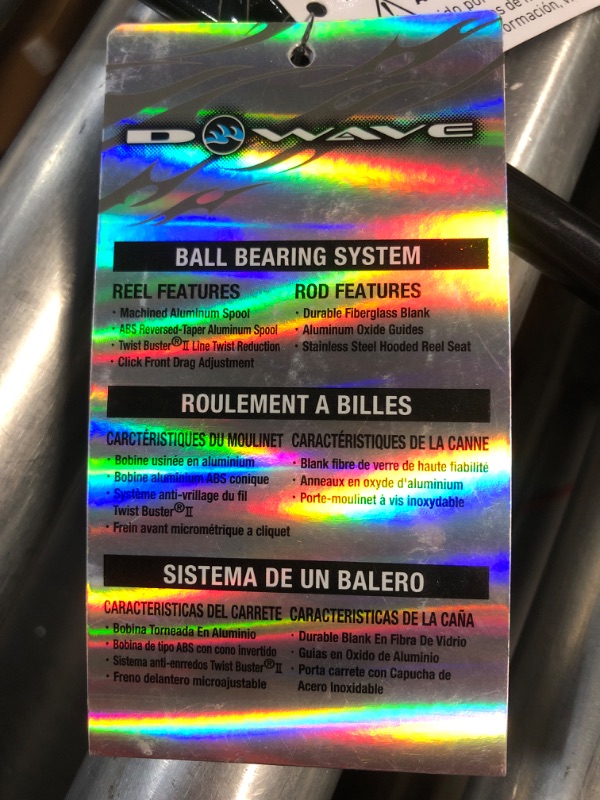 ido pu
s de
formación, v
D WAVE
BALL BEARING SYSTEM
REEL FEATURES
· Machined Aluminum Spool
· ABS Reversed-Taper Aluminum Spool
· Twist Buster®II Line Twist Reduction
· Click Front Drag Adjustment
ROD FEATURES
· Durable Fiberglass Blank
· Aluminum Oxide Guides
· Stainless Steel Hooded Reel Seat
ROULEMENT A BILLES
CARCTÉRISTIQUES DU MOULINET
· Bobine usinée en aluminium
· Bobine aluminium ABS conique
· Système anti-vrillage du fil
Twist Buster®II
· Frein avant micrométrique a cliquet
CARACTÉRISTIQUES DE LA CANNE
· Blank fibre de verre de haute fiabilité
· Anneaux en oxyde d'aluminium
· Porte-moulinet à vis inoxydable
SISTEMA DE UN BALERO
CARACTERISTICAS DEL CARRETE
· Bobina Torneada En Aluminio
· Bobina de tipo ABS con cono invertido
· Sistema anti-enrredos Twist Buster®II
· Freno delantero microajustable
CARACTERISTICAS DE LA CAÑA
· Durable Blank En Fibra De Vidrio
· Guias en Oxido de Aluminio
· Porta carrete con Capucha de
Acero Inoxidable